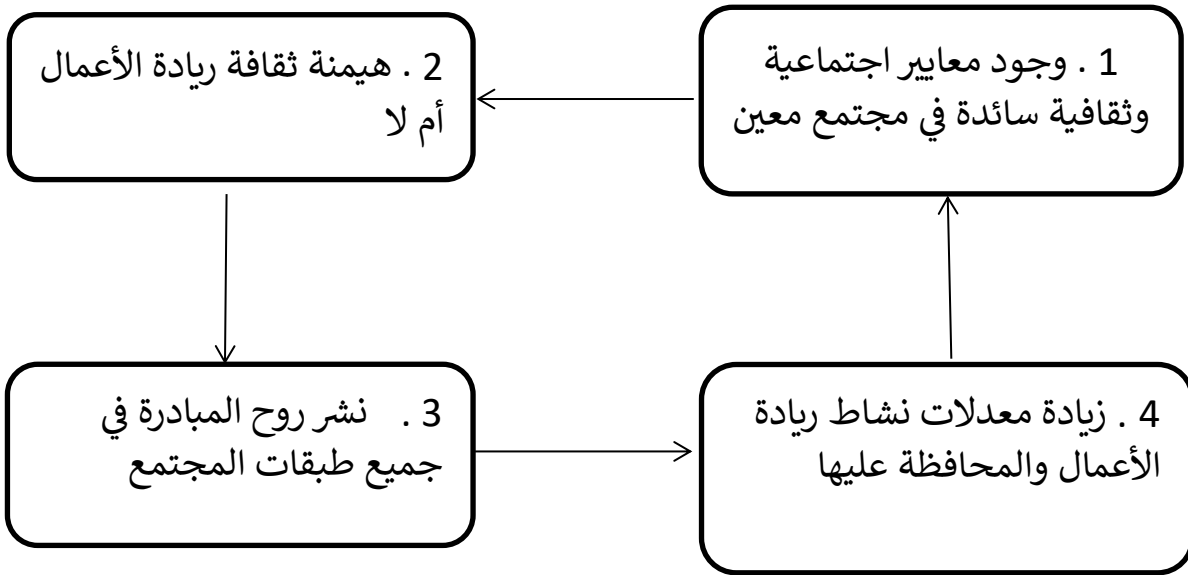 1 . وجود معايير اجتماعية
وثقافية سائدة في مجتمع معين
2 . هيمنة ثقافة ريادة الأعمال
أم لا
3 . نشر روح المبادرة في
جميع طبقات المجتمع
4 . زيادة معدلات نشاط ريادة
الأعمال والمحافظة عليها